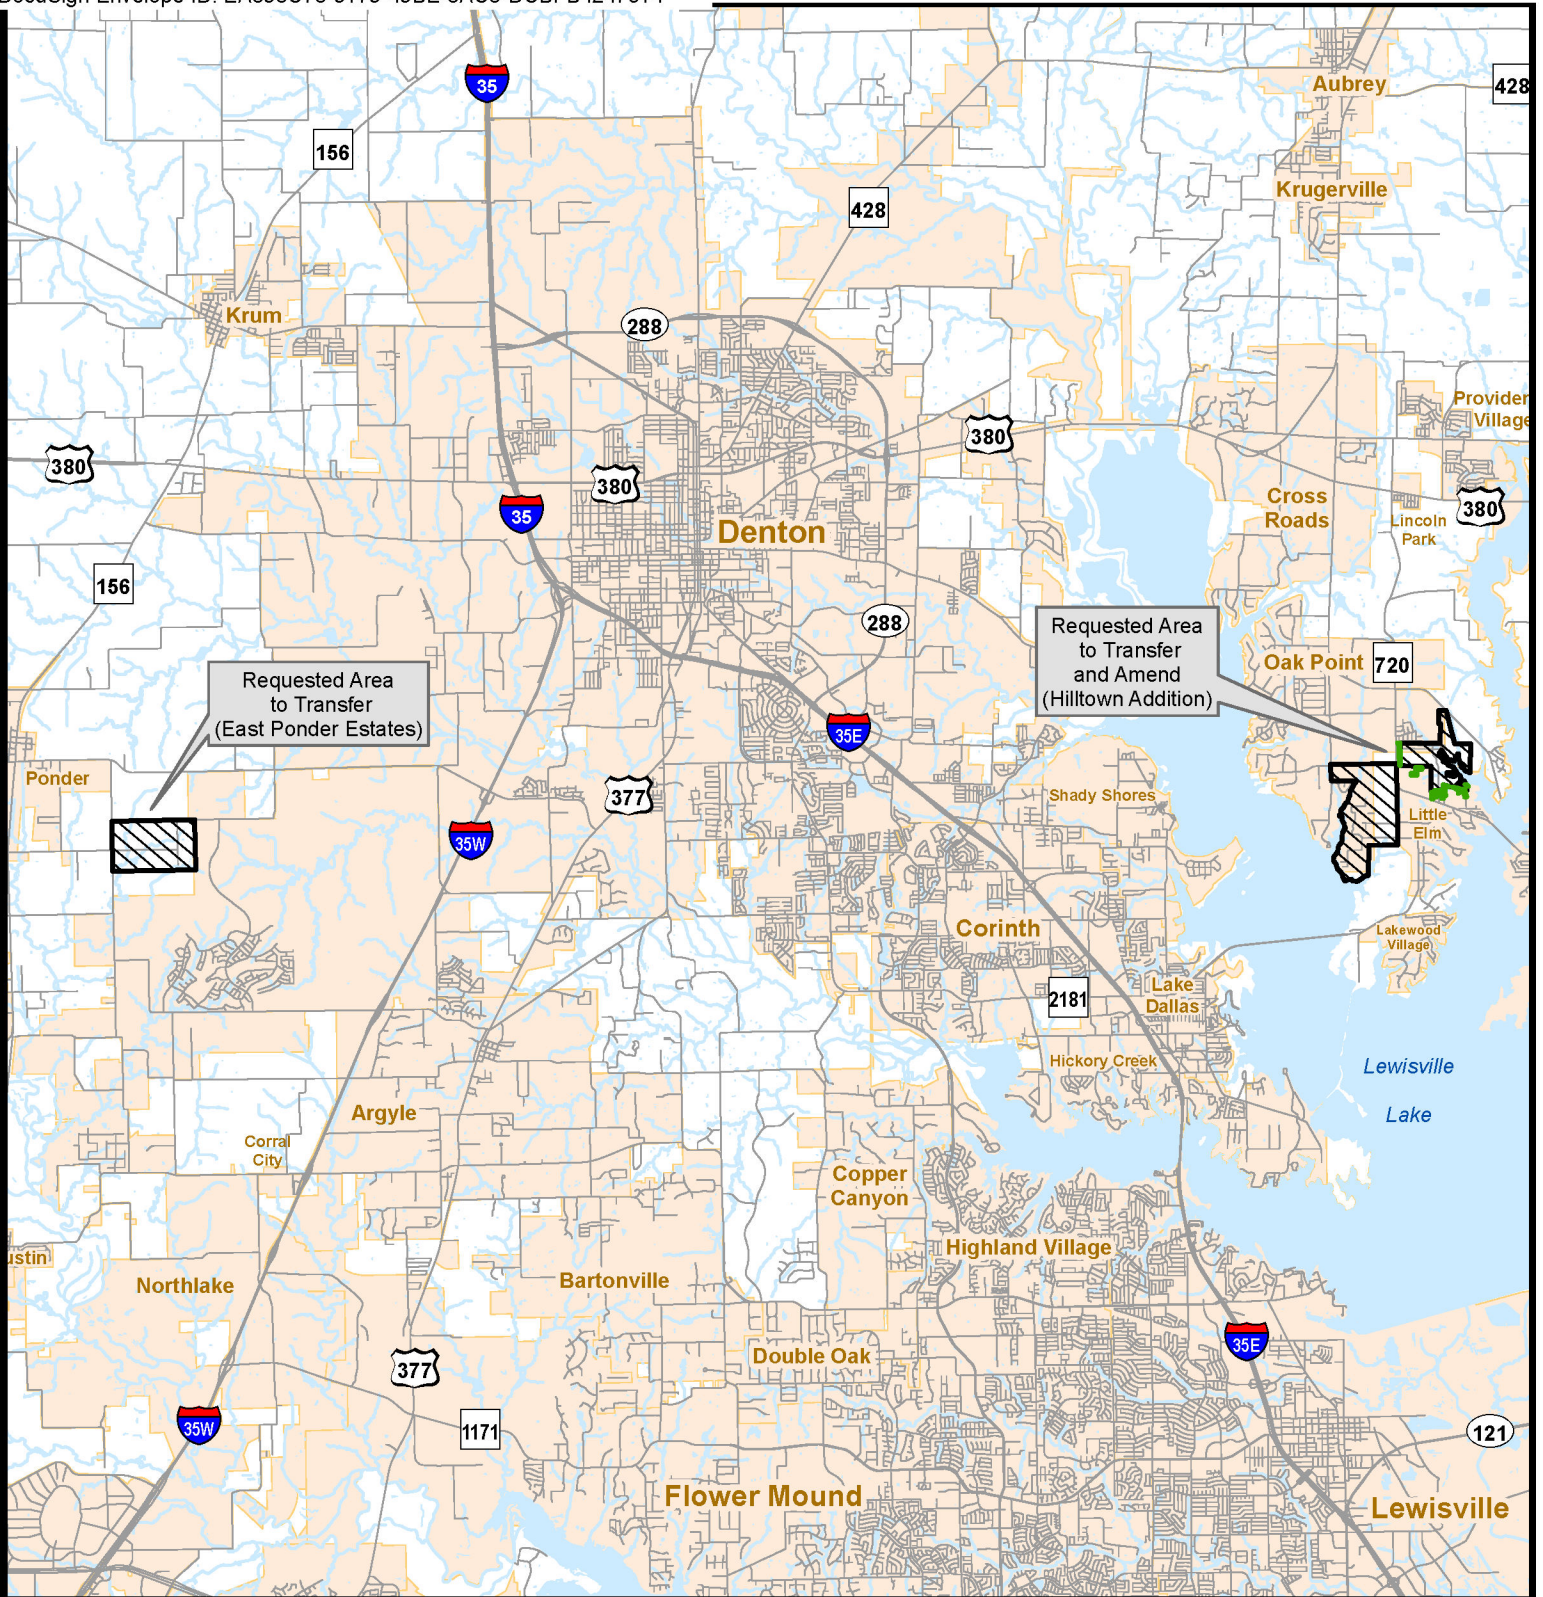 35
Aubrey
428
156
Krugerville
428
Krum
288
Village
380
380
380
Cross
Roads
380
35
Lincoln
Park
Denton
156
288
Requested Area
to Transfer
and Amend
(Hilltown Addition)
Oak Point
720
Requested Area
to Transfer
(East Ponder Estates)
35E
Ponder
377
Shady Shores
Little
Elm
35W
Corinth
Lakewood
Village
2181
Lake
Dallas
Hickory Creek
Lewisville
Lake
Argyle
Corral
City
Copper
Canyon
Highland Village
Northlake
Bartonville
35E
Double Oak
377
35W
1171
121
Flower Mound
Lewisville